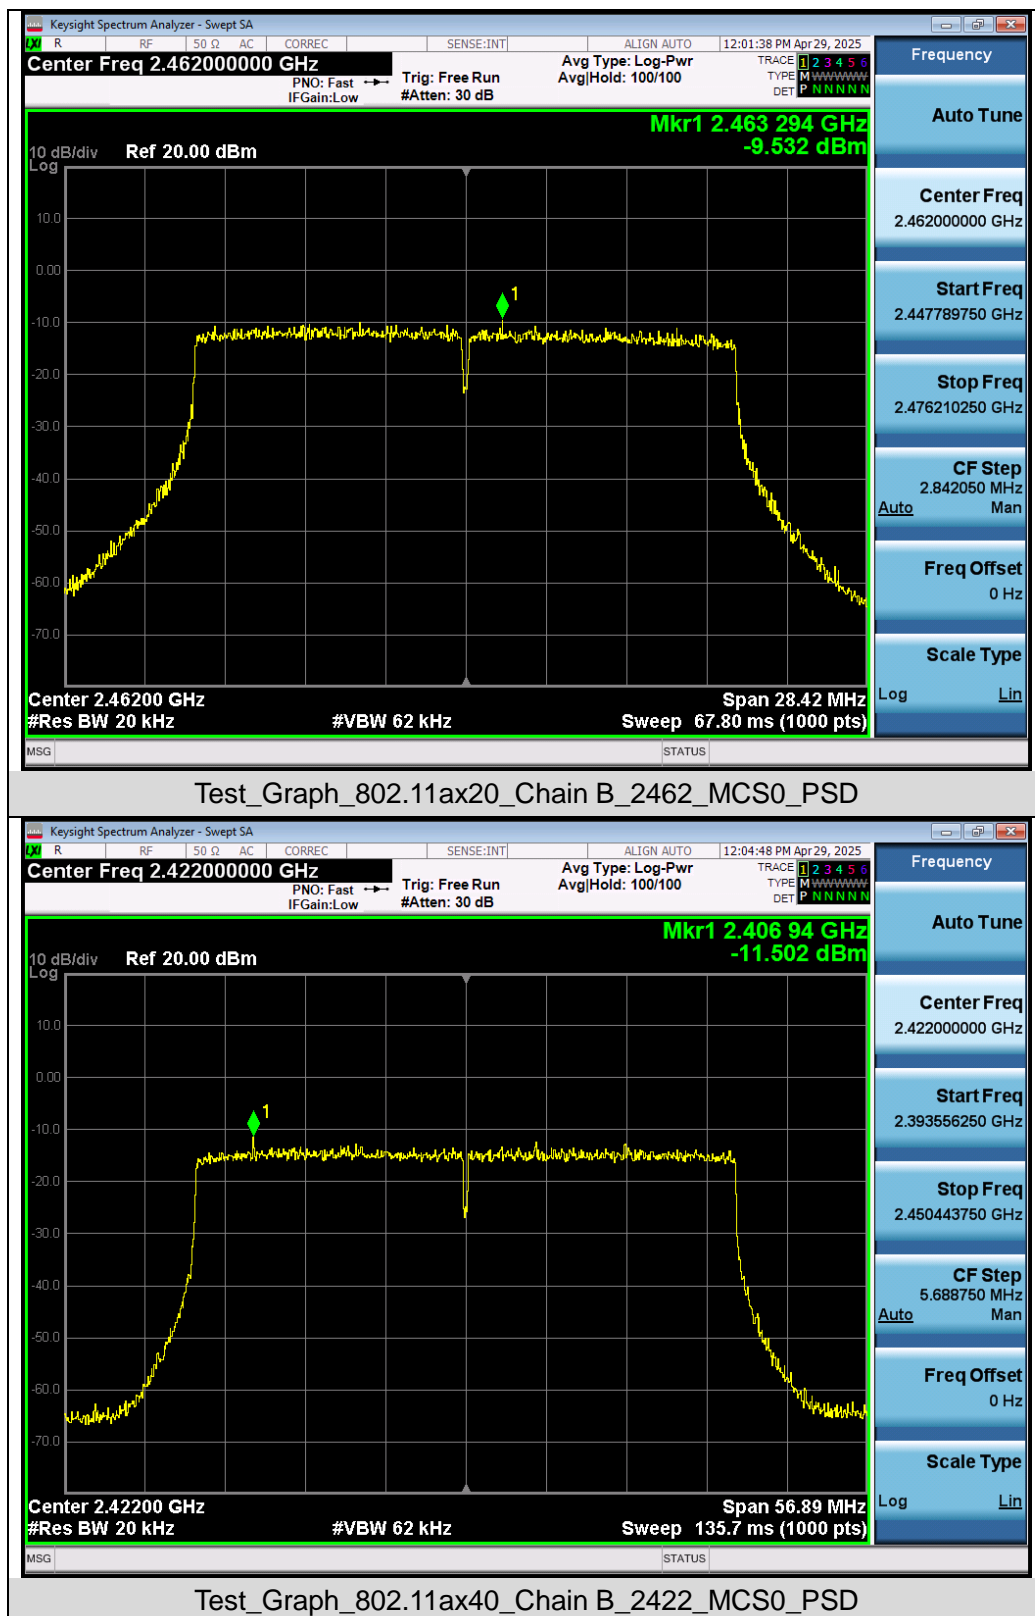 Keysight Spectrum Analyzer - Swept SA
LXI R RF 50 Ω AC CORREC SENSE:INT ALIGN AUTO 12:01:38 PM Apr 29, 2025
Center Freq 2.462000000 GHz
PNO: Fast
IFGain:Low
Trig: Free Run
#Atten: 30 dB
Avg Type: Log-Pwr
Avg|Hold: 100/100
TRACE 1 2 3 4 5 6
TYPE M WWWWW
DET P N N N N N
Mkr1 2.463 294 GHz
-9.532 dBm
10 dB/div Ref 20.00 dBm
Log
10.0
0.00
1
-10.0
-20.0
-30.0
-40.0
-50.0
-60.0
-70.0
Center 2.46200 GHz Span 28.42 MHz
#Res BW 20 kHz #VBW 62 kHz Sweep 67.80 ms (1000 pts)
MSG STATUS
Frequency
Auto Tune
Center Freq
2.462000000 GHz
Start Freq
2.447789750 GHz
Stop Freq
2.476210250 GHz
CF Step
2.842050 MHz
Auto Man
Freq Offset
0 Hz
Scale Type
Log Lin
Test_Graph_802.11ax20_Chain B_2462_MCS0_PSD
Keysight Spectrum Analyzer - Swept SA
LXI R RF 50 Ω AC CORREC SENSE:INT ALIGN AUTO 12:04:48 PM Apr 29, 2025
Center Freq 2.422000000 GHz
PNO: Fast
IFGain:Low
Trig: Free Run
#Atten: 30 dB
Avg Type: Log-Pwr
Avg|Hold: 100/100
TRACE 1 2 3 4 5 6
TYPE M WWWWW
DET P N N N N N
Mkr1 2.406 94 GHz
-11.502 dBm
10 dB/div Ref 20.00 dBm
Log
10.0
0.00
1
-10.0
-20.0
-30.0
-40.0
-50.0
-60.0
-70.0
Center 2.42200 GHz Span 56.89 MHz
#Res BW 20 kHz #VBW 62 kHz Sweep 135.7 ms (1000 pts)
MSG STATUS
Frequency
Auto Tune
Center Freq
2.422000000 GHz
Start Freq
2.393556250 GHz
Stop Freq
2.450443750 GHz
CF Step
5.688750 MHz
Auto Man
Freq Offset
0 Hz
Scale Type
Log Lin
Test_Graph_802.11ax40_Chain B_2422_MCS0_PSD